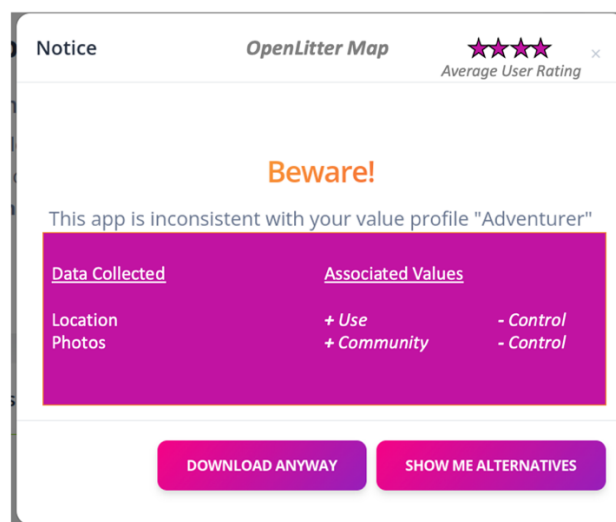 Notice OpenLitter Map
Average User Rating
×
Beware!
This app is inconsistent with your value profile "Adventurer"
Data Collected Associated Values
Location + Use - Control
Photos + Community - Control
DOWNLOAD ANYWAY SHOW ME ALTERNATIVES